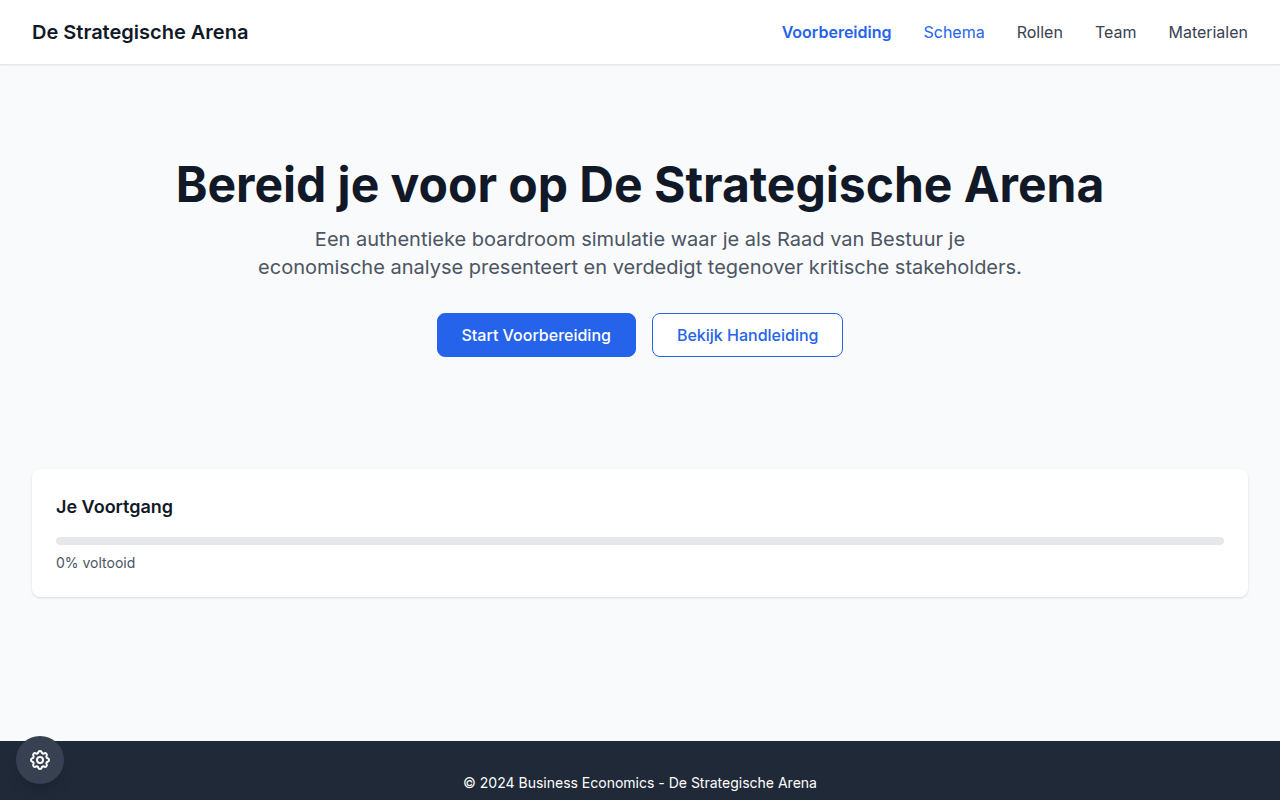 De Strategische Arena
Voorbereiding
Schema
Rollen
Team
Materialen
Bereid je voor op De Strategische Arena
Een authentieke boardroom simulatie waar je als Raad van Bestuur je
economische analyse presenteert en verdedigt tegenover kritische stakeholders.
Start Voorbereiding
Bekijk Handleiding
Je Voortgang
0% voltooid
© 2024 Business Economics - De Strategische Arena